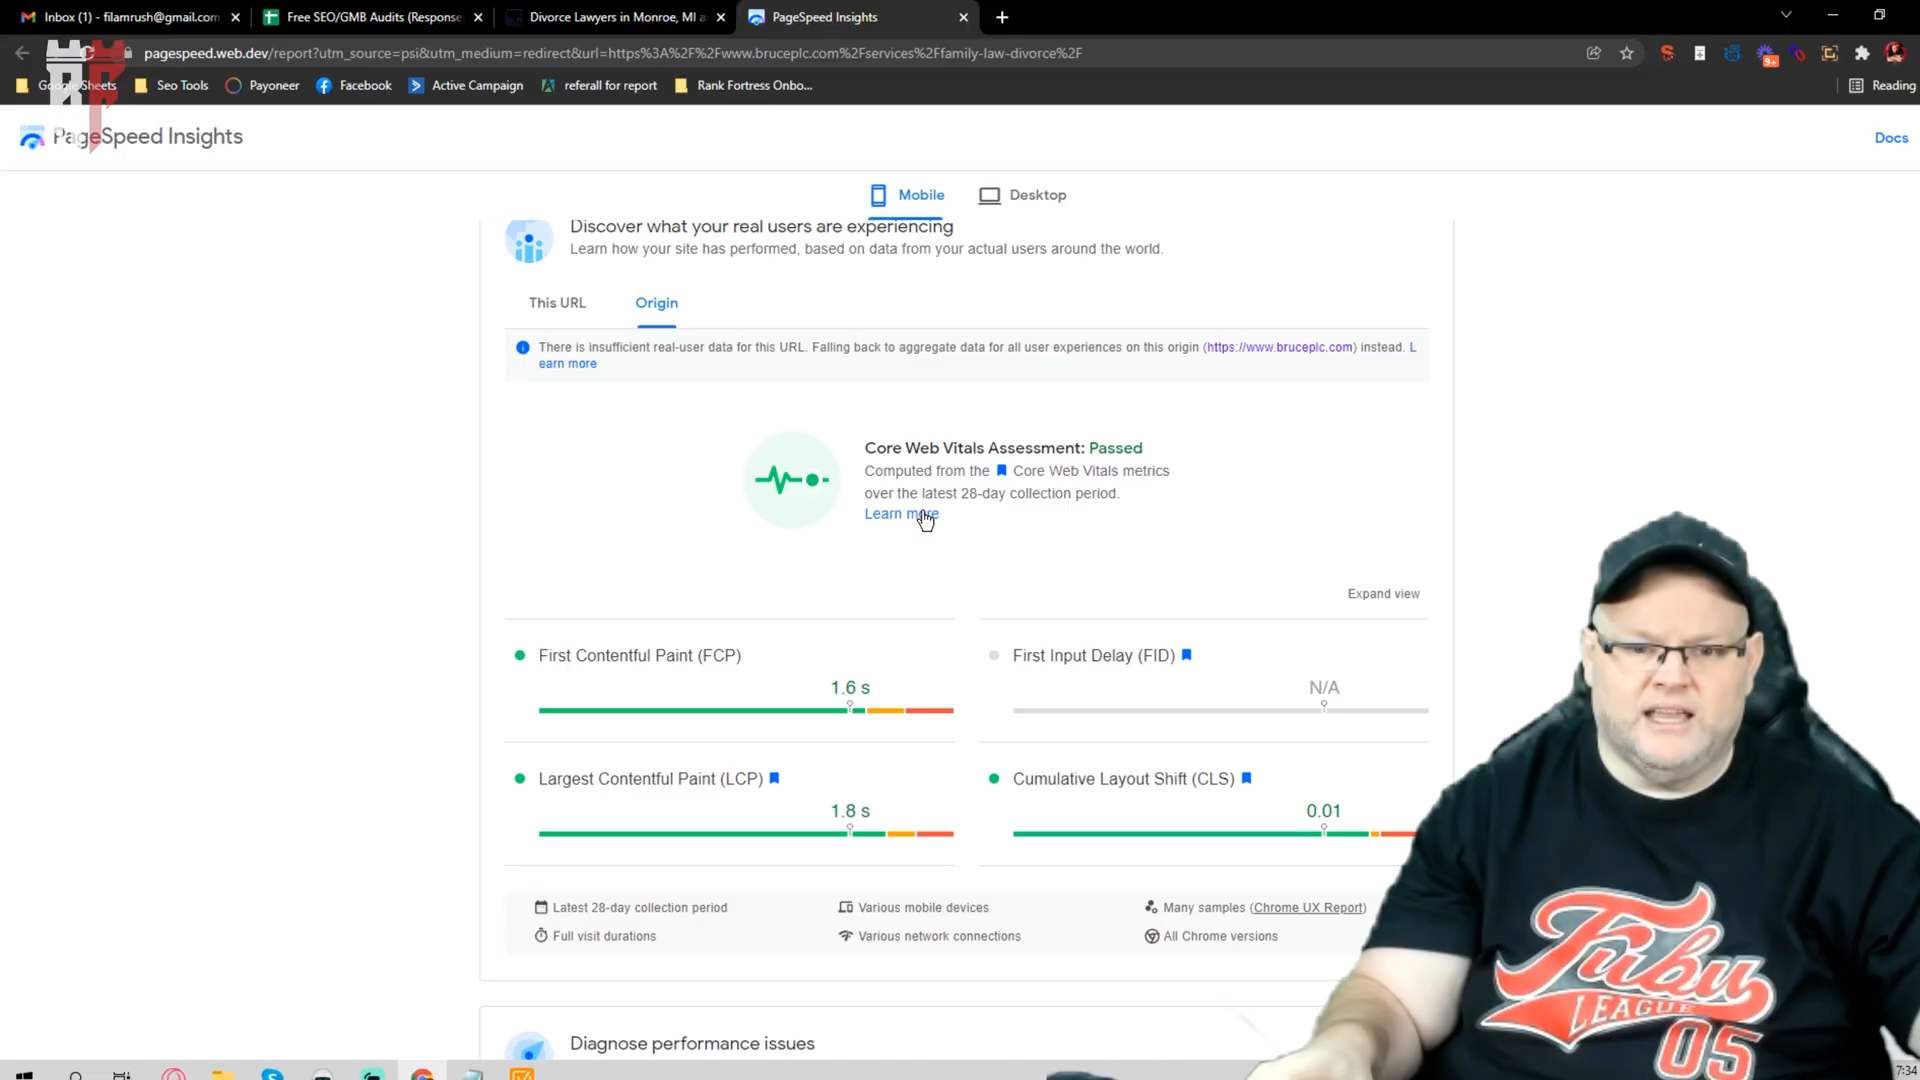 Inbox (1) - filamrush@gmail.com
Free SEO/GMB Audits (Response
Divorce Lawyers in Monroe, MI a
PageSpeed Insights
pagespeed.web.dev/report?utm_source=psi&utm_medium=redirect&url=https%3A%2F%2Fwww.bruceplc.com%2Fservices%2Ffamily-law-divorce%2F
9+
Google Sheets
Seo Tools
Payoneer
Facebook
Active Campaign
referall for report
Rank Fortress Onbo...
Reading
PageSpeed Insights
Docs
Mobile
Desktop
Discover what your real users are experiencing
Learn how your site has performed, based on data from your actual users around the world.
This URL
Origin
There is insufficient real-user data for this URL. Falling back to aggregate data for all user experiences on this origin (https://www.bruceplc.com) instead. L
earn more
Core Web Vitals Assessment: Passed
Computed from the Core Web Vitals metrics
over the latest 28-day collection period.
Learn more
Expand view
First Contentful Paint (FCP)
1.6 s
First Input Delay (FID)
N/A
Largest Contentful Paint (LCP)
1.8 s
Cumulative Layout Shift (CLS)
0.01
Latest 28-day collection period
Various mobile devices
Many samples (Chrome UX Report)
Full visit durations
Various network connections
All Chrome versions
Diagnose performance issues
Fubu
LEAGUE
05
7:34